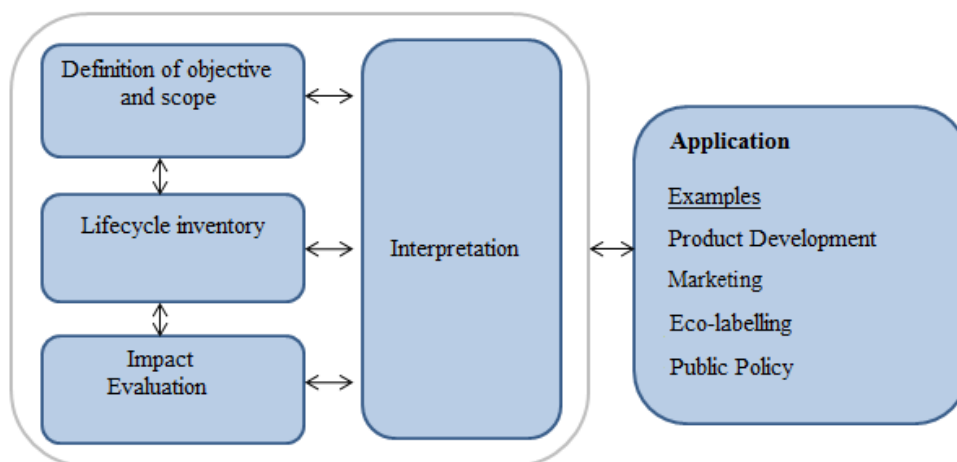 Definition of objective
and scope
Lifecycle inventory
Impact
Evaluation
Interpretation
Application
Examples
Product Development
Marketing
Eco-labelling
Public Policy